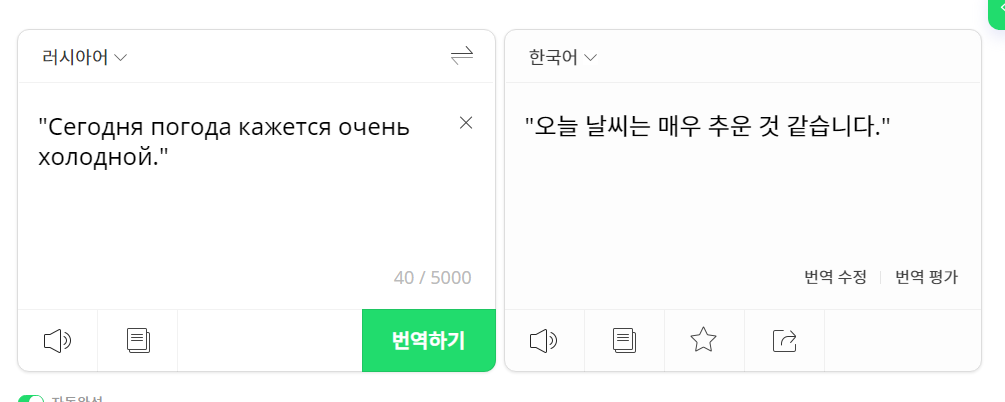 러시아어
한국어
"Сегодня погода кажется очень
холодной."
"오늘 날씨는 매우 추운 것 같습니다."
40 / 5000
번역 수정
번역 평가
번역하기